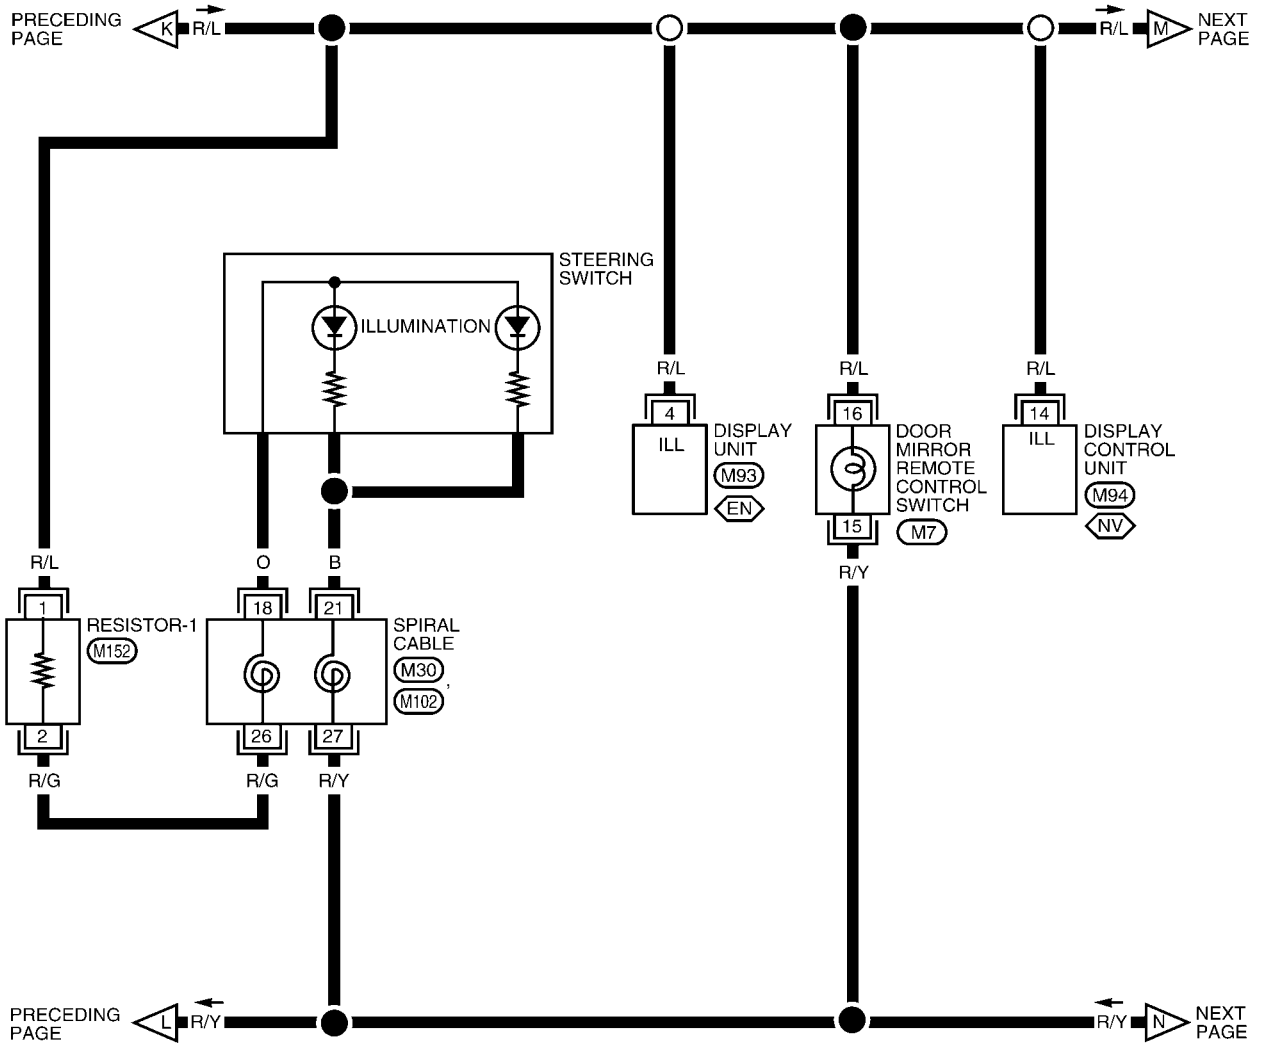 PRECEDING
PAGE
K
R/L
R/L
M
NEXT
PAGE
STEERING
SWITCH
ILLUMINATION
R/L
R/L
R/L
4
ILL
DISPLAY
UNIT
M93
EN
16
DOOR
MIRROR
REMOTE
CONTROL
SWITCH
M7
15
R/Y
14
ILL
DISPLAY
CONTROL
UNIT
M94
NV
R/L
O
B
1
RESISTOR-1
M152
2
R/G
18
21
SPIRAL
CABLE
M30
,
M102
26
27
R/G
R/Y
PRECEDING
PAGE
L
R/Y
R/Y
N
NEXT
PAGE